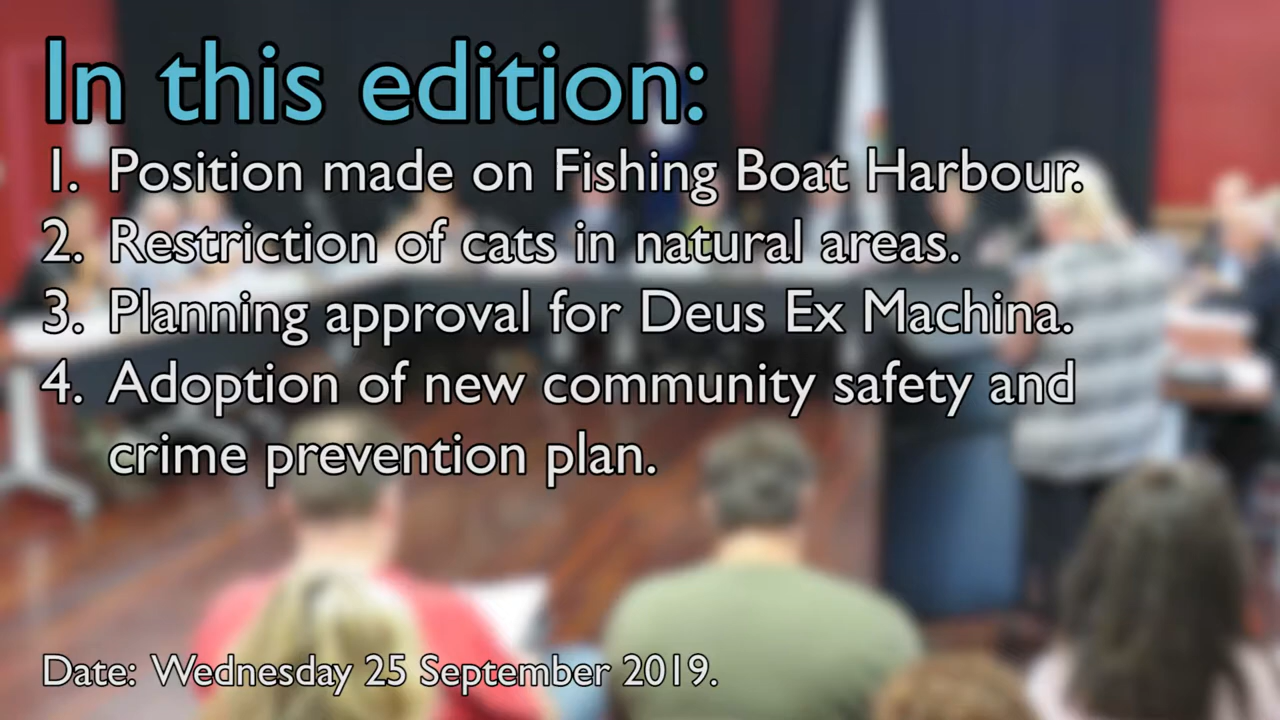 In this edition:
1. Position made on Fishing Boat Harbour.
2. Restriction of cats in natural areas.
3. Planning approval for Deus Ex Machina.
4. Adoption of new community safety and
crime prevention plan.
Date: Wednesday 25 September 2019.